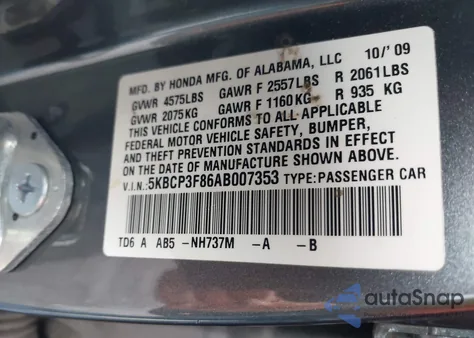 MFD. BY HONDA MFG. OF ALABAMA, LLC 10/'09
GVWR 4575LBS GAWR F 2557LBS R 2061LBS
GVWR 2075KG GAWR F 1160KG R 935 KG
THIS VEHICLE CONFORMS TO ALL APPLICABLE
FEDERAL MOTOR VEHICLE SAFETY, BUMPER,
AND THEFT PREVENTION STANDARDS IN EFFECT
ON THE DATE OF MANUFACTURE SHOWN ABOVE.
V.I.N.:5KBCP3F86AB007353 TYPE:PASSENGER CAR
TD6 A AB5 -NH737M -A -B
autoSnap